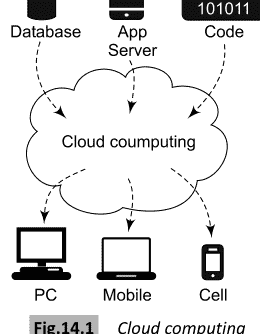 101011
Database App Code
Server
Cloud coumputing
PC Mobile Cell
Fig.14.1 Cloud computing